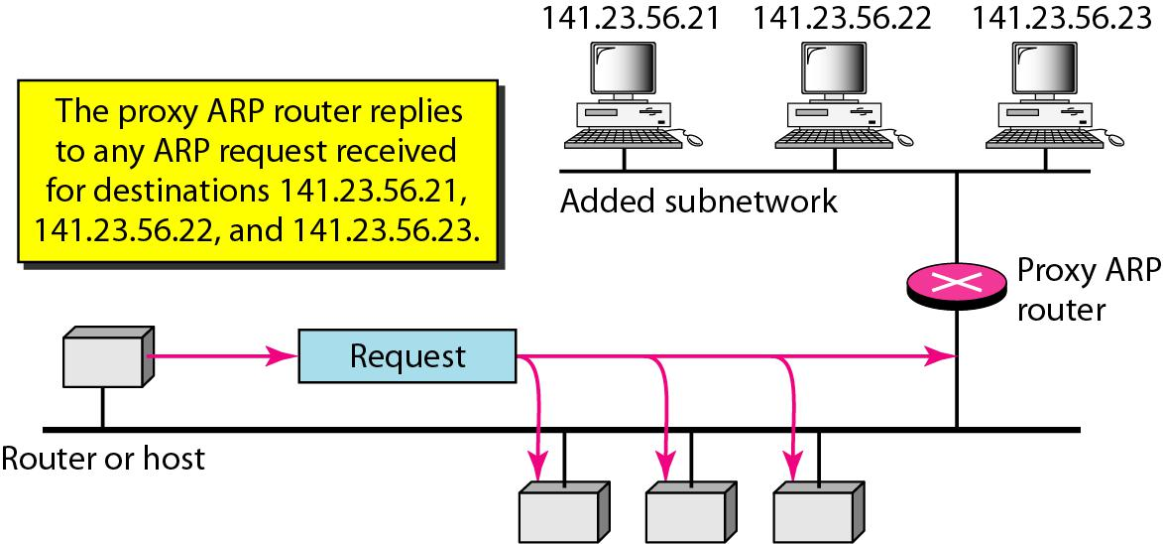 141.23.56.21 141.23.56.22 141.23.56.23
The proxy ARP router replies
to any ARP request received
for destinations 141.23.56.21,
141.23.56.22, and 141.23.56.23.
Added subnetwork
Proxy ARP
router
Request
Router or host